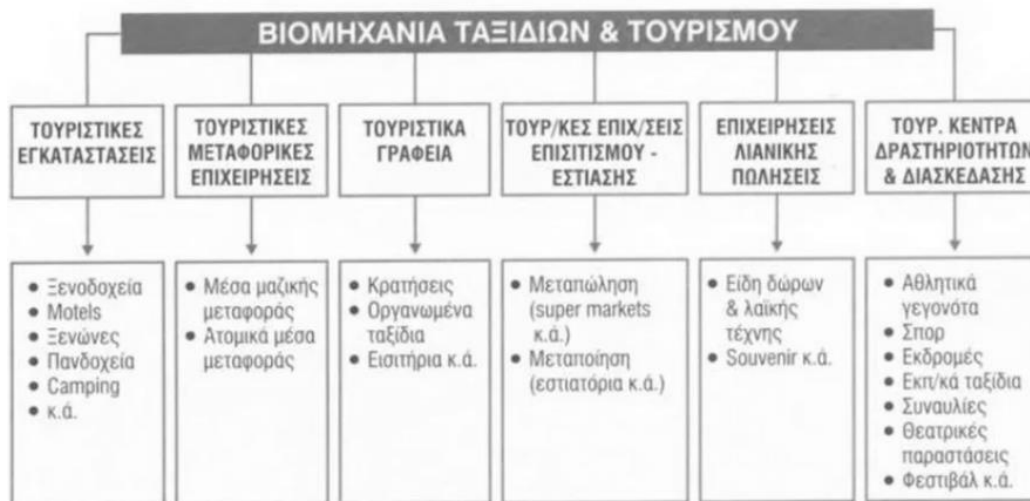 ΒΙΟΜΗΧΑΝΙΑ ΤΑΞΙΔΙΩΝ & ΤΟΥΡΙΣΜΟΥ
ΤΟΥΡΙΣΤΙΚΕΣ
ΕΓΚΑΤΑΣΤΑΣΕΙΣ
ΤΟΥΡΙΣΤΙΚΕΣ
ΜΕΤΑΦΟΡΙΚΕΣ
ΕΠΙΧΕΙΡΗΣΕΙΣ
ΤΟΥΡΙΣΤΙΚΑ
ΓΡΑΦΕΙΑ
ΤΟΥΡ/ΚΕΣ ΕΠΙΧ/ΣΕΙΣ
ΕΠΙΣΙΤΙΣΜΟΥ -
ΕΣΤΙΑΣΗΣ
ΕΠΙΧΕΙΡΗΣΕΙΣ
ΛΙΑΝΙΚΗΣ
ΠΩΛΗΣΕΙΣ
ΤΟΥΡ. ΚΕΝΤΡΑ
ΔΡΑΣΤΗΡΙΟΤΗΤΩΝ
& ΔΙΑΣΚΕΔΑΣΗΣ
• Ξενοδοχεία
• Motels
• Ξενώνες
• Πανδοχεία
• Camping
• κ.ά.
• Μέσα μαζικής
μεταφοράς
• Ατομικά μέσα
μεταφοράς
• Κρατήσεις
• Οργανωμένα
ταξίδια
• Εισιτήρια κ.ά.
• Μεταπώληση
(super markets
κ.ά.)
• Μεταποίηση
(εστιατόρια κ.ά.)
• Είδη δώρων
& λαϊκής
τέχνης
• Souvenir κ.ά.
• Αθλητικά
γεγονότα
• Σπορ
• Εκδρομές
• Εκπ/κά ταξίδια
• Συναυλίες
• Θεατρικές
παραστάσεις
• Φεστιβάλ κ.ά.